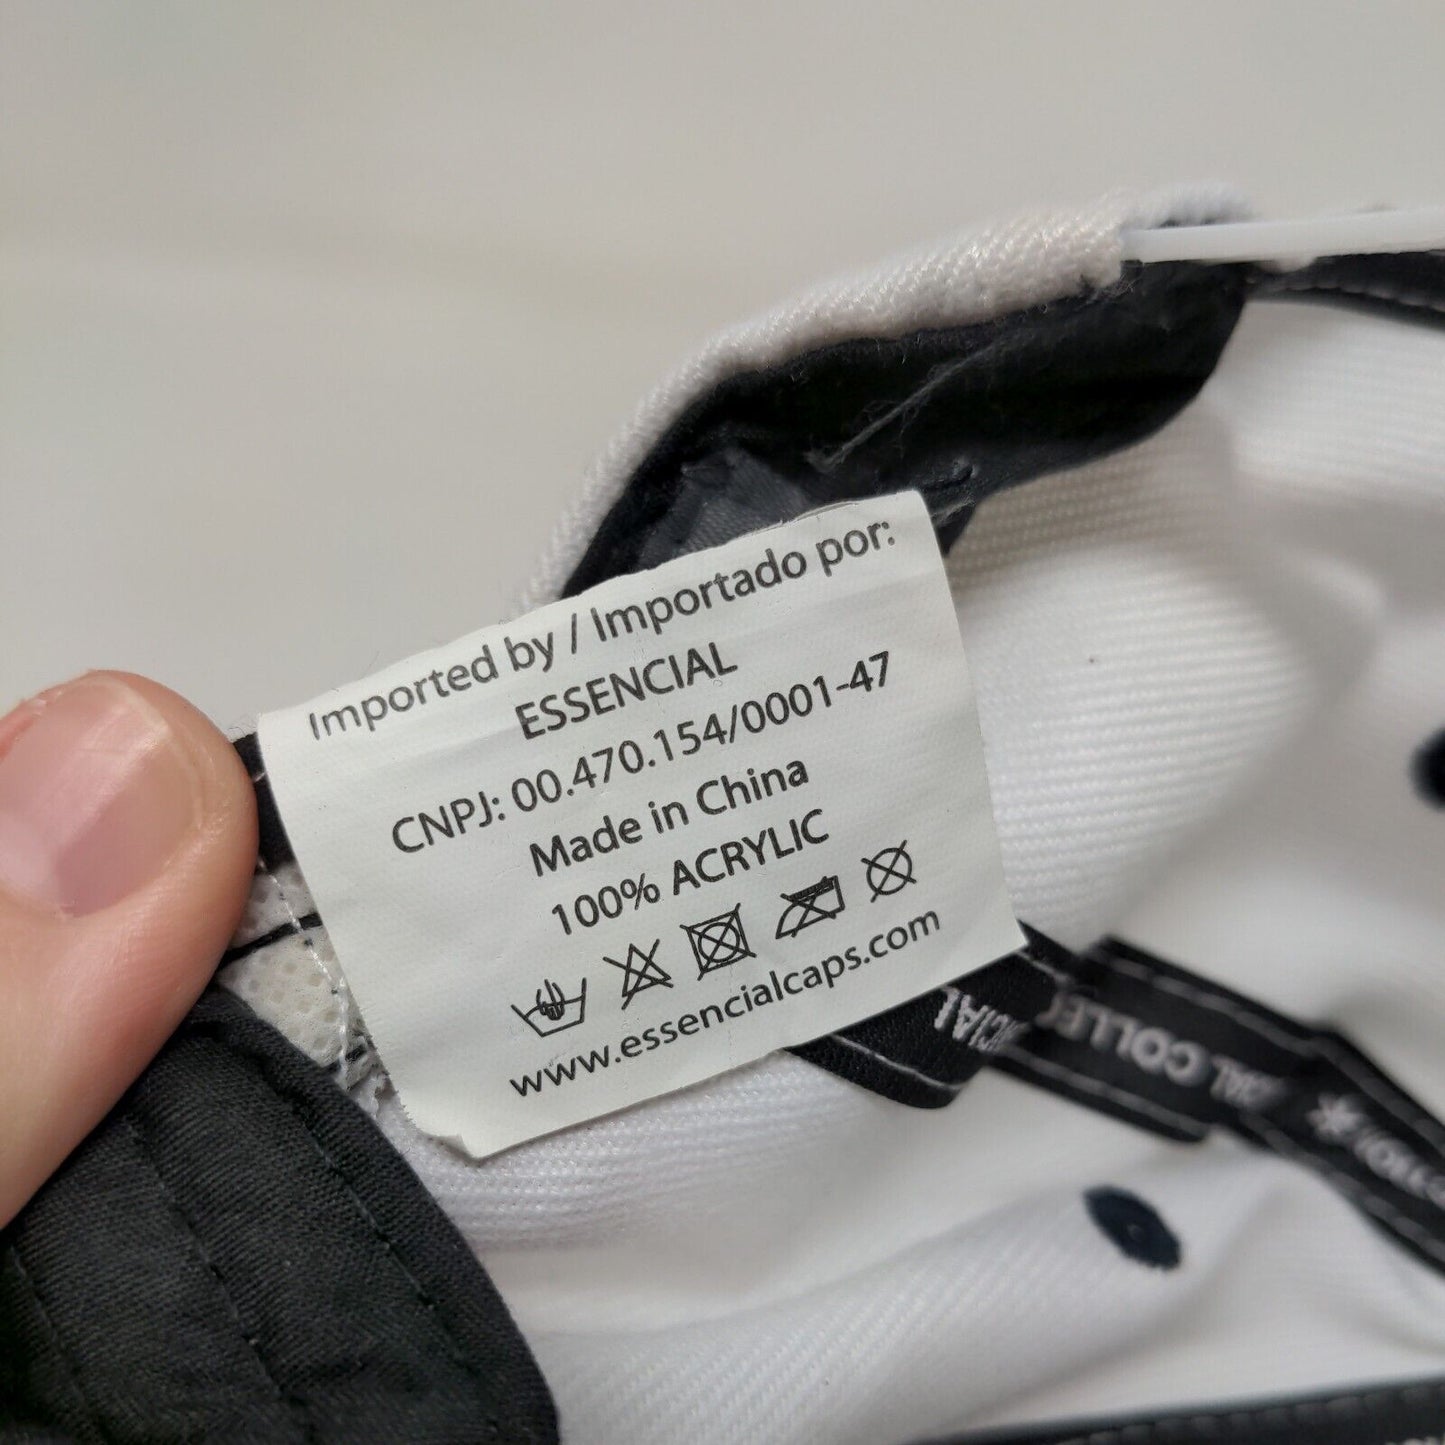 Imported by / Importado por:
ESSENCIAL
CNPJ: 00.470.154/0001-47
Made in China
100% ACRYLIC
www.essencialcaps.com
COLLEC